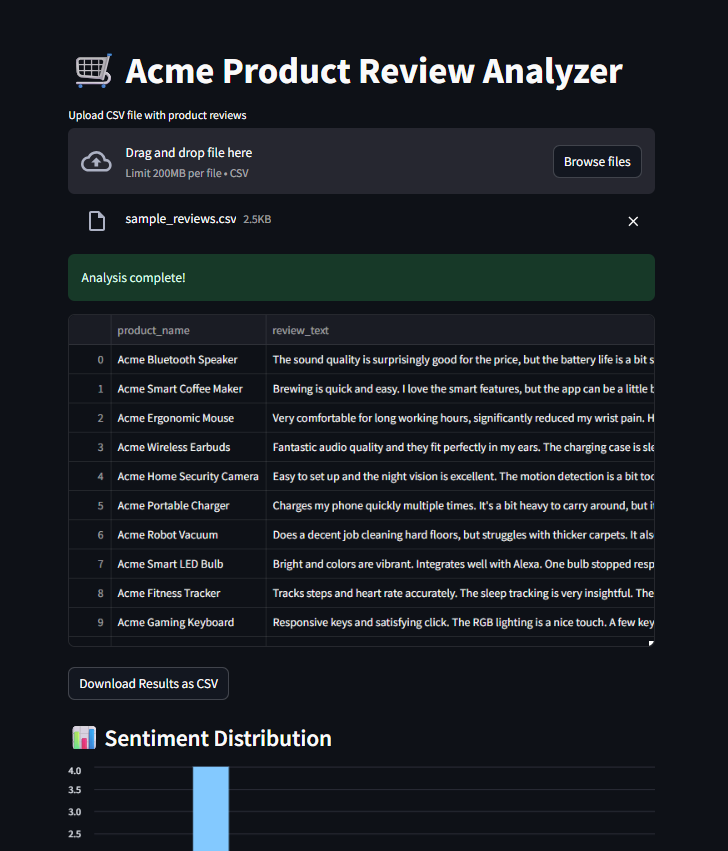 Acme Product Review Analyzer
Upload CSV file with product reviews
Drag and drop file here
Limit 200MB per file • CSV
Browse files
sample_reviews.csv 2.5KB
Analysis complete!
product_name review_text
0 Acme Bluetooth Speaker The sound quality is surprisingly good for the price, but the battery life is a bit s
1 Acme Smart Coffee Maker Brewing is quick and easy. I love the smart features, but the app can be a little b
2 Acme Ergonomic Mouse Very comfortable for long working hours, significantly reduced my wrist pain. H
3 Acme Wireless Earbuds Fantastic audio quality and they fit perfectly in my ears. The charging case is sle
4 Acme Home Security Camera Easy to set up and the night vision is excellent. The motion detection is a bit too
5 Acme Portable Charger Charges my phone quickly multiple times. It's a bit heavy to carry around, but it
6 Acme Robot Vacuum Does a decent job cleaning hard floors, but struggles with thicker carpets. It als
7 Acme Smart LED Bulb Bright and colors are vibrant. Integrates well with Alexa. One bulb stopped resp
8 Acme Fitness Tracker Tracks steps and heart rate accurately. The sleep tracking is very insightful. The
9 Acme Gaming Keyboard Responsive keys and satisfying click. The RGB lighting is a nice touch. A few key
Download Results as CSV
Sentiment Distribution
4.0
3.5
3.0
2.5